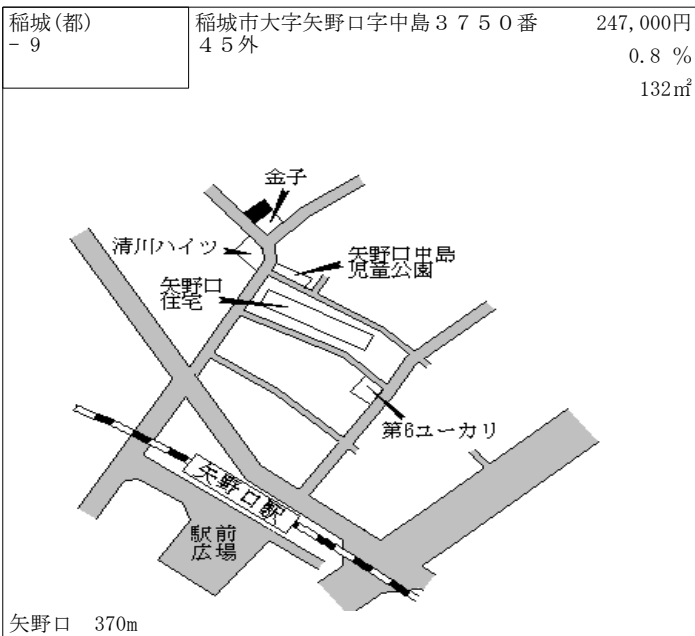 稲城(都)
- 9
稲城市大字矢野口字中島３７５０番
４５外
247,000円
0.8 %
132㎡
金子
清川ハイツ
矢野口中島
児童公園
矢野口
住宅
第6ユーカリ
矢野口駅
駅前
広場
矢野口 370m